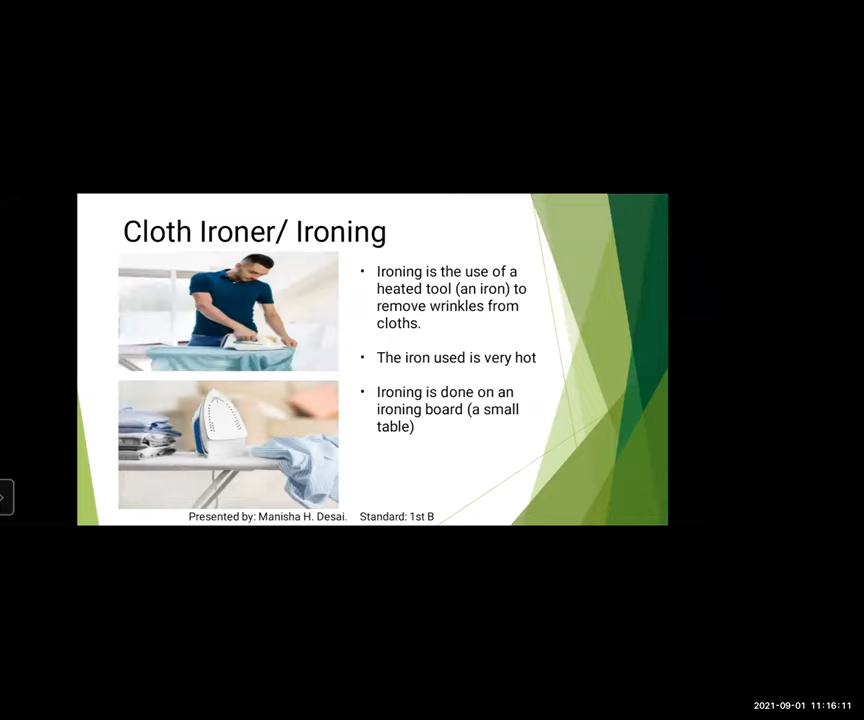 Cloth Ironer/ Ironing
• Ironing is the use of a
heated tool (an iron) to
remove wrinkles from
cloths.
• The iron used is very hot
• Ironing is done on an
ironing board (a small
table)
Presented by: Manisha H. Desai. Standard: 1st B
2021-09-01 11:16:11